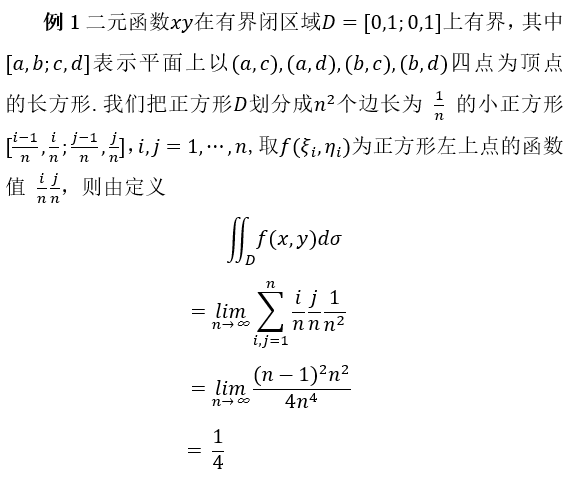 例 1 二元函数xy在有界闭区域D = [0,1; 0,1]上有界，其中
[a, b; c, d]表示平面上以(a, c), (a, d), (b, c), (b, d)四点为顶点
的长方形. 我们把正方形D划分成n²个边长为 1/n 的小正方形
[(i−1)/n, i/n; (j−1)/n, j/n], i, j = 1, ⋯, n, 取f(ξᵢ, ηᵢ)为正方形左上点的函数
值 i/n j/n，则由定义
∬_D f(x, y)dσ
= lim_{n→∞} ∑_{i,j=1}^{n} i/n j/n 1/n²
= lim_{n→∞} (n − 1)²n²/4n⁴
= 1/4